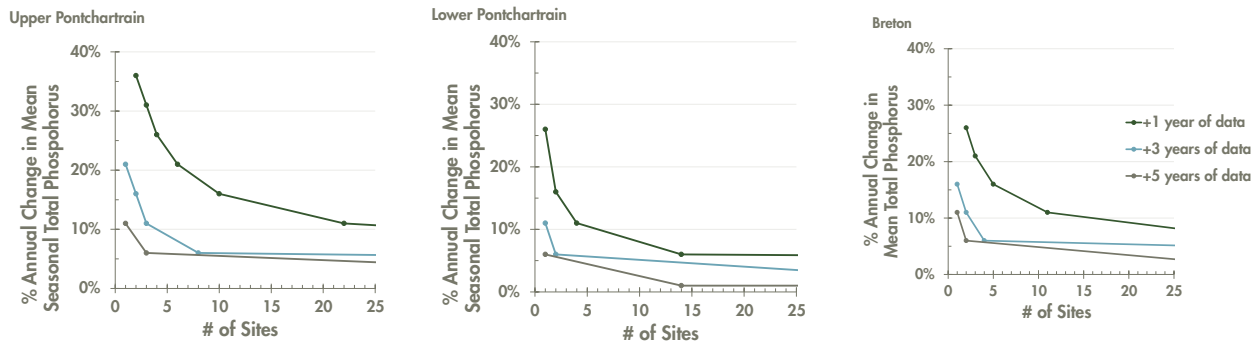 Upper Pontchartrain
40%
30%
20%
10%
0%
% Annual Change in Mean
Seasonal Total Phospohorus
0 5 10 15 20 25
# of Sites
Lower Pontchartrain
40%
30%
20%
10%
0%
% Annual Change in Mean
Seasonal Total Phosphorus
0 5 10 15 20 25
# of Sites
Breton
40%
30%
20%
10%
0%
% Annual Change in
Mean Total Phosphorus
0 5 10 15 20 25
# of Sites
+1 year of data
+3 years of data
+5 years of data